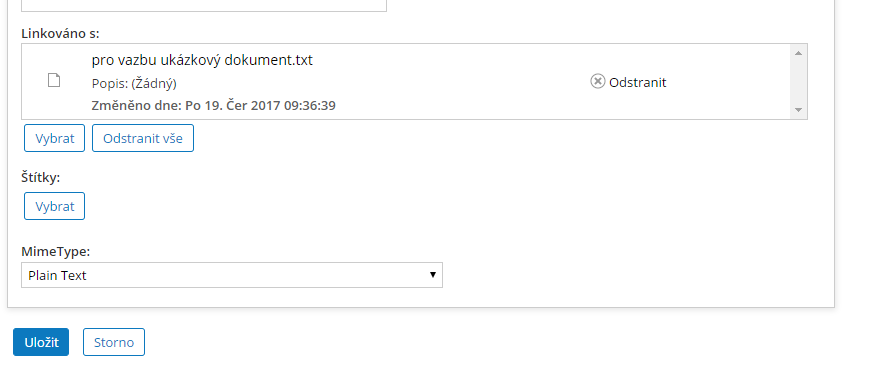 Linkováno s:
pro vazbu ukázkový dokument.txt
Popis: (Žádný)
Změněno dne: Po 19. Čer 2017 09:36:39
Odstranit
Vybrat Odstranit vše
Štítky:
Vybrat
MimeType:
Plain Text
Uložit Storno